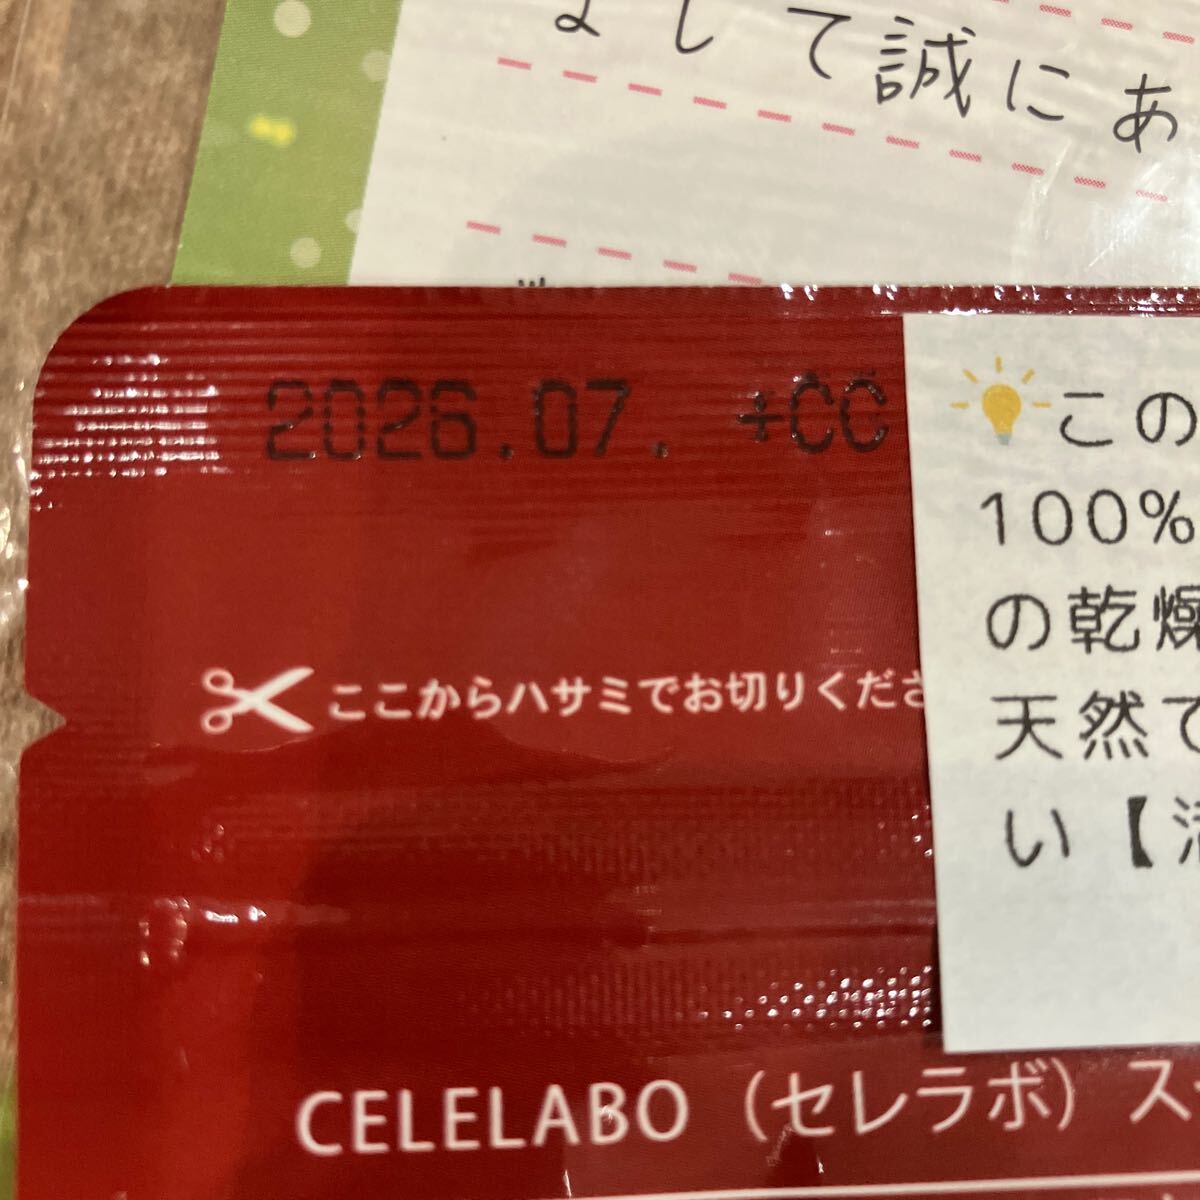 まして誠にあ
2026.07. +CC
ここからハサミでお切りくださ
この
100%
の乾燥
天然で
い【
CELELABO（セレラボ）ス